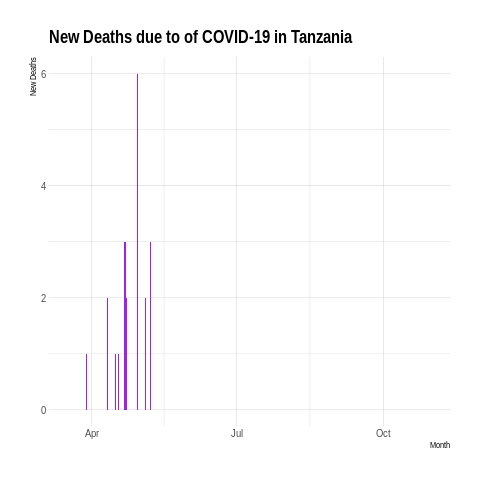 New Deaths due to of COVID-19 in Tanzania
New Deaths
6
4
2
0
Apr Jul Oct
Month